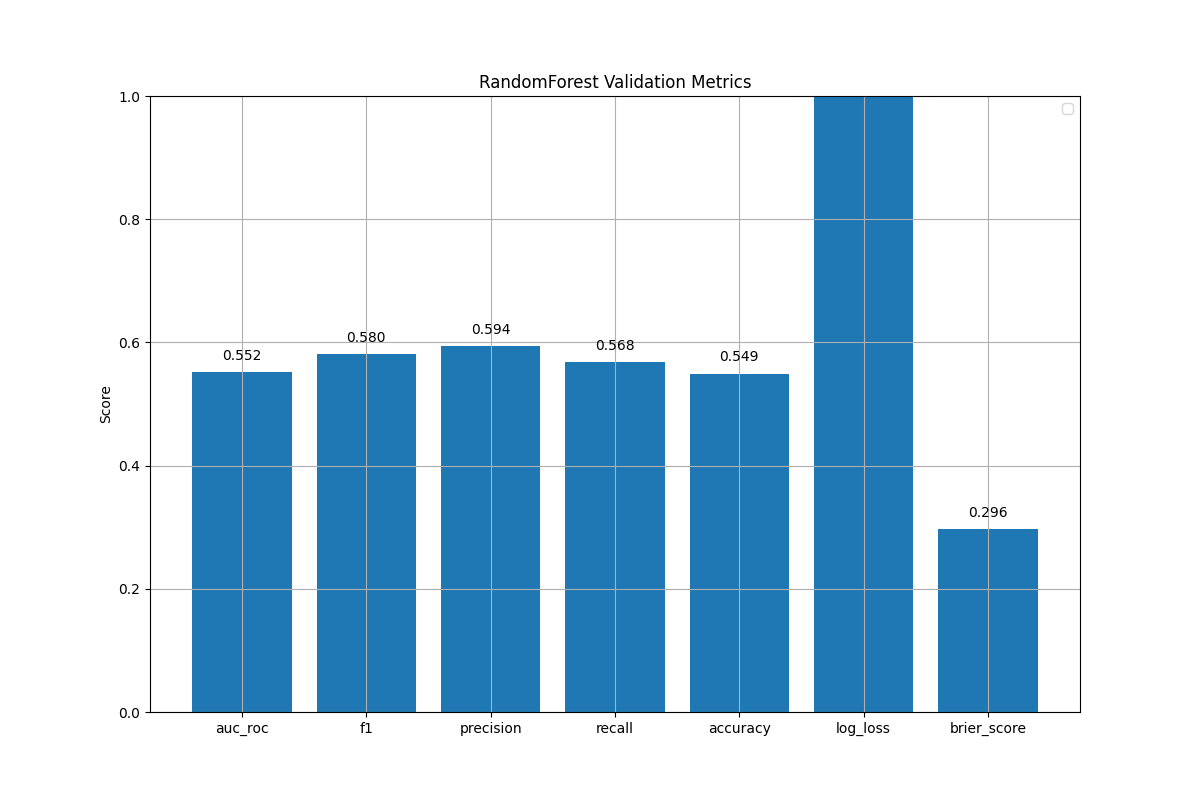 RandomForest Validation Metrics
1.0
0.8
0.6
0.4
0.2
0.0
Score
0.552
0.580
0.594
0.568
0.549
0.296
auc_roc
f1
precision
recall
accuracy
log_loss
brier_score